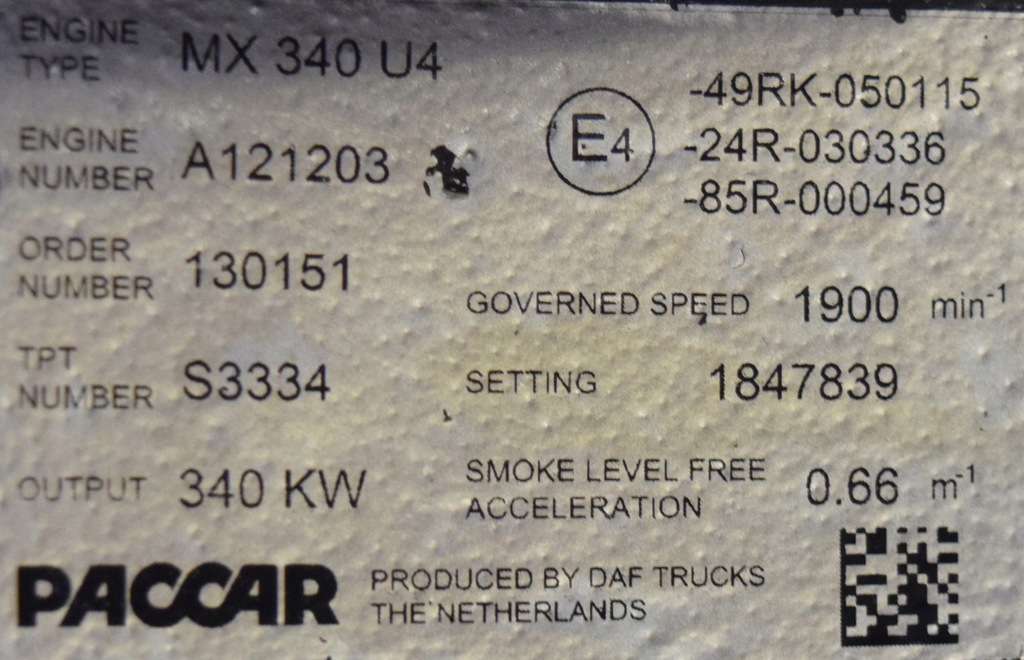 ENGINE TYPE MX 340 U4
ENGINE NUMBER A121203
ORDER NUMBER 130151
TPT NUMBER S3334
OUTPUT 340 KW
E4
-49RK-050115
-24R-030336
-85R-000459
GOVERNED SPEED 1900 min-1
SETTING 1847839
SMOKE LEVEL FREE
ACCELERATION 0.66 m-1
PACCAR
PRODUCED BY DAF TRUCKS
THE NETHERLANDS